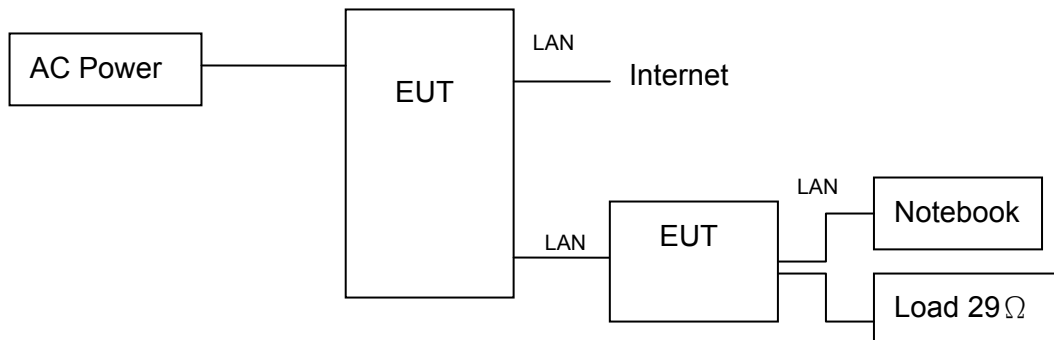 AC Power
EUT
LAN
Internet
LAN
EUT
LAN
Notebook
Load 29Ω